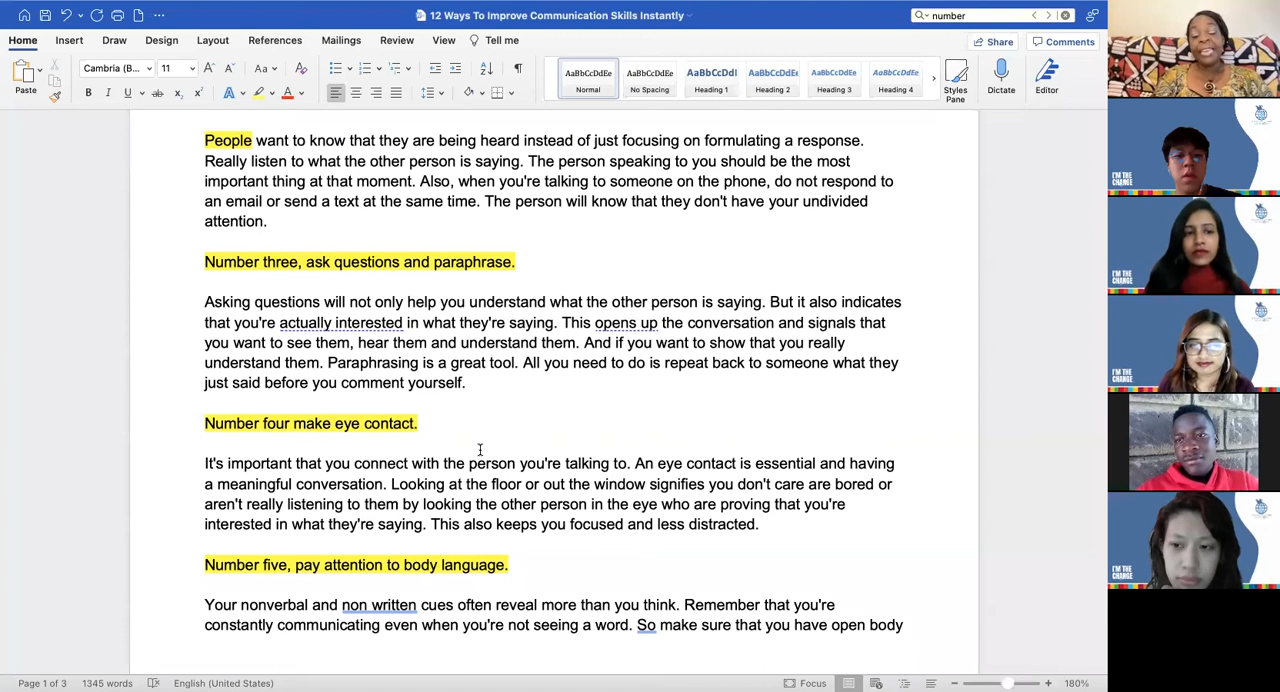 12 Ways To Improve Communication Skills Instantly
number
Home Insert Draw Design Layout References Mailings Review View Tell me
Share Comments
Paste
Cambria (B... 11
AaBbCcDdEe AaBbCcDdEe AaBbCcDdI AaBbCcDdEe AaBbCcDdEe AaBbCcDdEe
Normal No Spacing Heading 1 Heading 2 Heading 3 Heading 4
Styles Pane
Dictate
Editor
People want to know that they are being heard instead of just focusing on formulating a response.
Really listen to what the other person is saying. The person speaking to you should be the most
important thing at that moment. Also, when you're talking to someone on the phone, do not respond to
an email or send a text at the same time. The person will know that they don't have your undivided
attention.
Number three, ask questions and paraphrase.
Asking questions will not only help you understand what the other person is saying. But it also indicates
that you're actually interested in what they're saying. This opens up the conversation and signals that
you want to see them, hear them and understand them. And if you want to show that you really
understand them. Paraphrasing is a great tool. All you need to do is repeat back to someone what they
just said before you comment yourself.
Number four make eye contact.
It's important that you connect with the person you're talking to. An eye contact is essential and having
a meaningful conversation. Looking at the floor or out the window signifies you don't care are bored or
aren't really listening to them by looking the other person in the eye who are proving that you're
interested in what they're saying. This also keeps you focused and less distracted.
Number five, pay attention to body language.
Your nonverbal and non written cues often reveal more than you think. Remember that you're
constantly communicating even when you're not seeing a word. So make sure that you have open body
Page 1 of 3 1345 words English (United States) Focus 180%
I'M THE CHANGE
I'M THE CHANGE
I'M THE CHANGE
I'M THE CHANGE